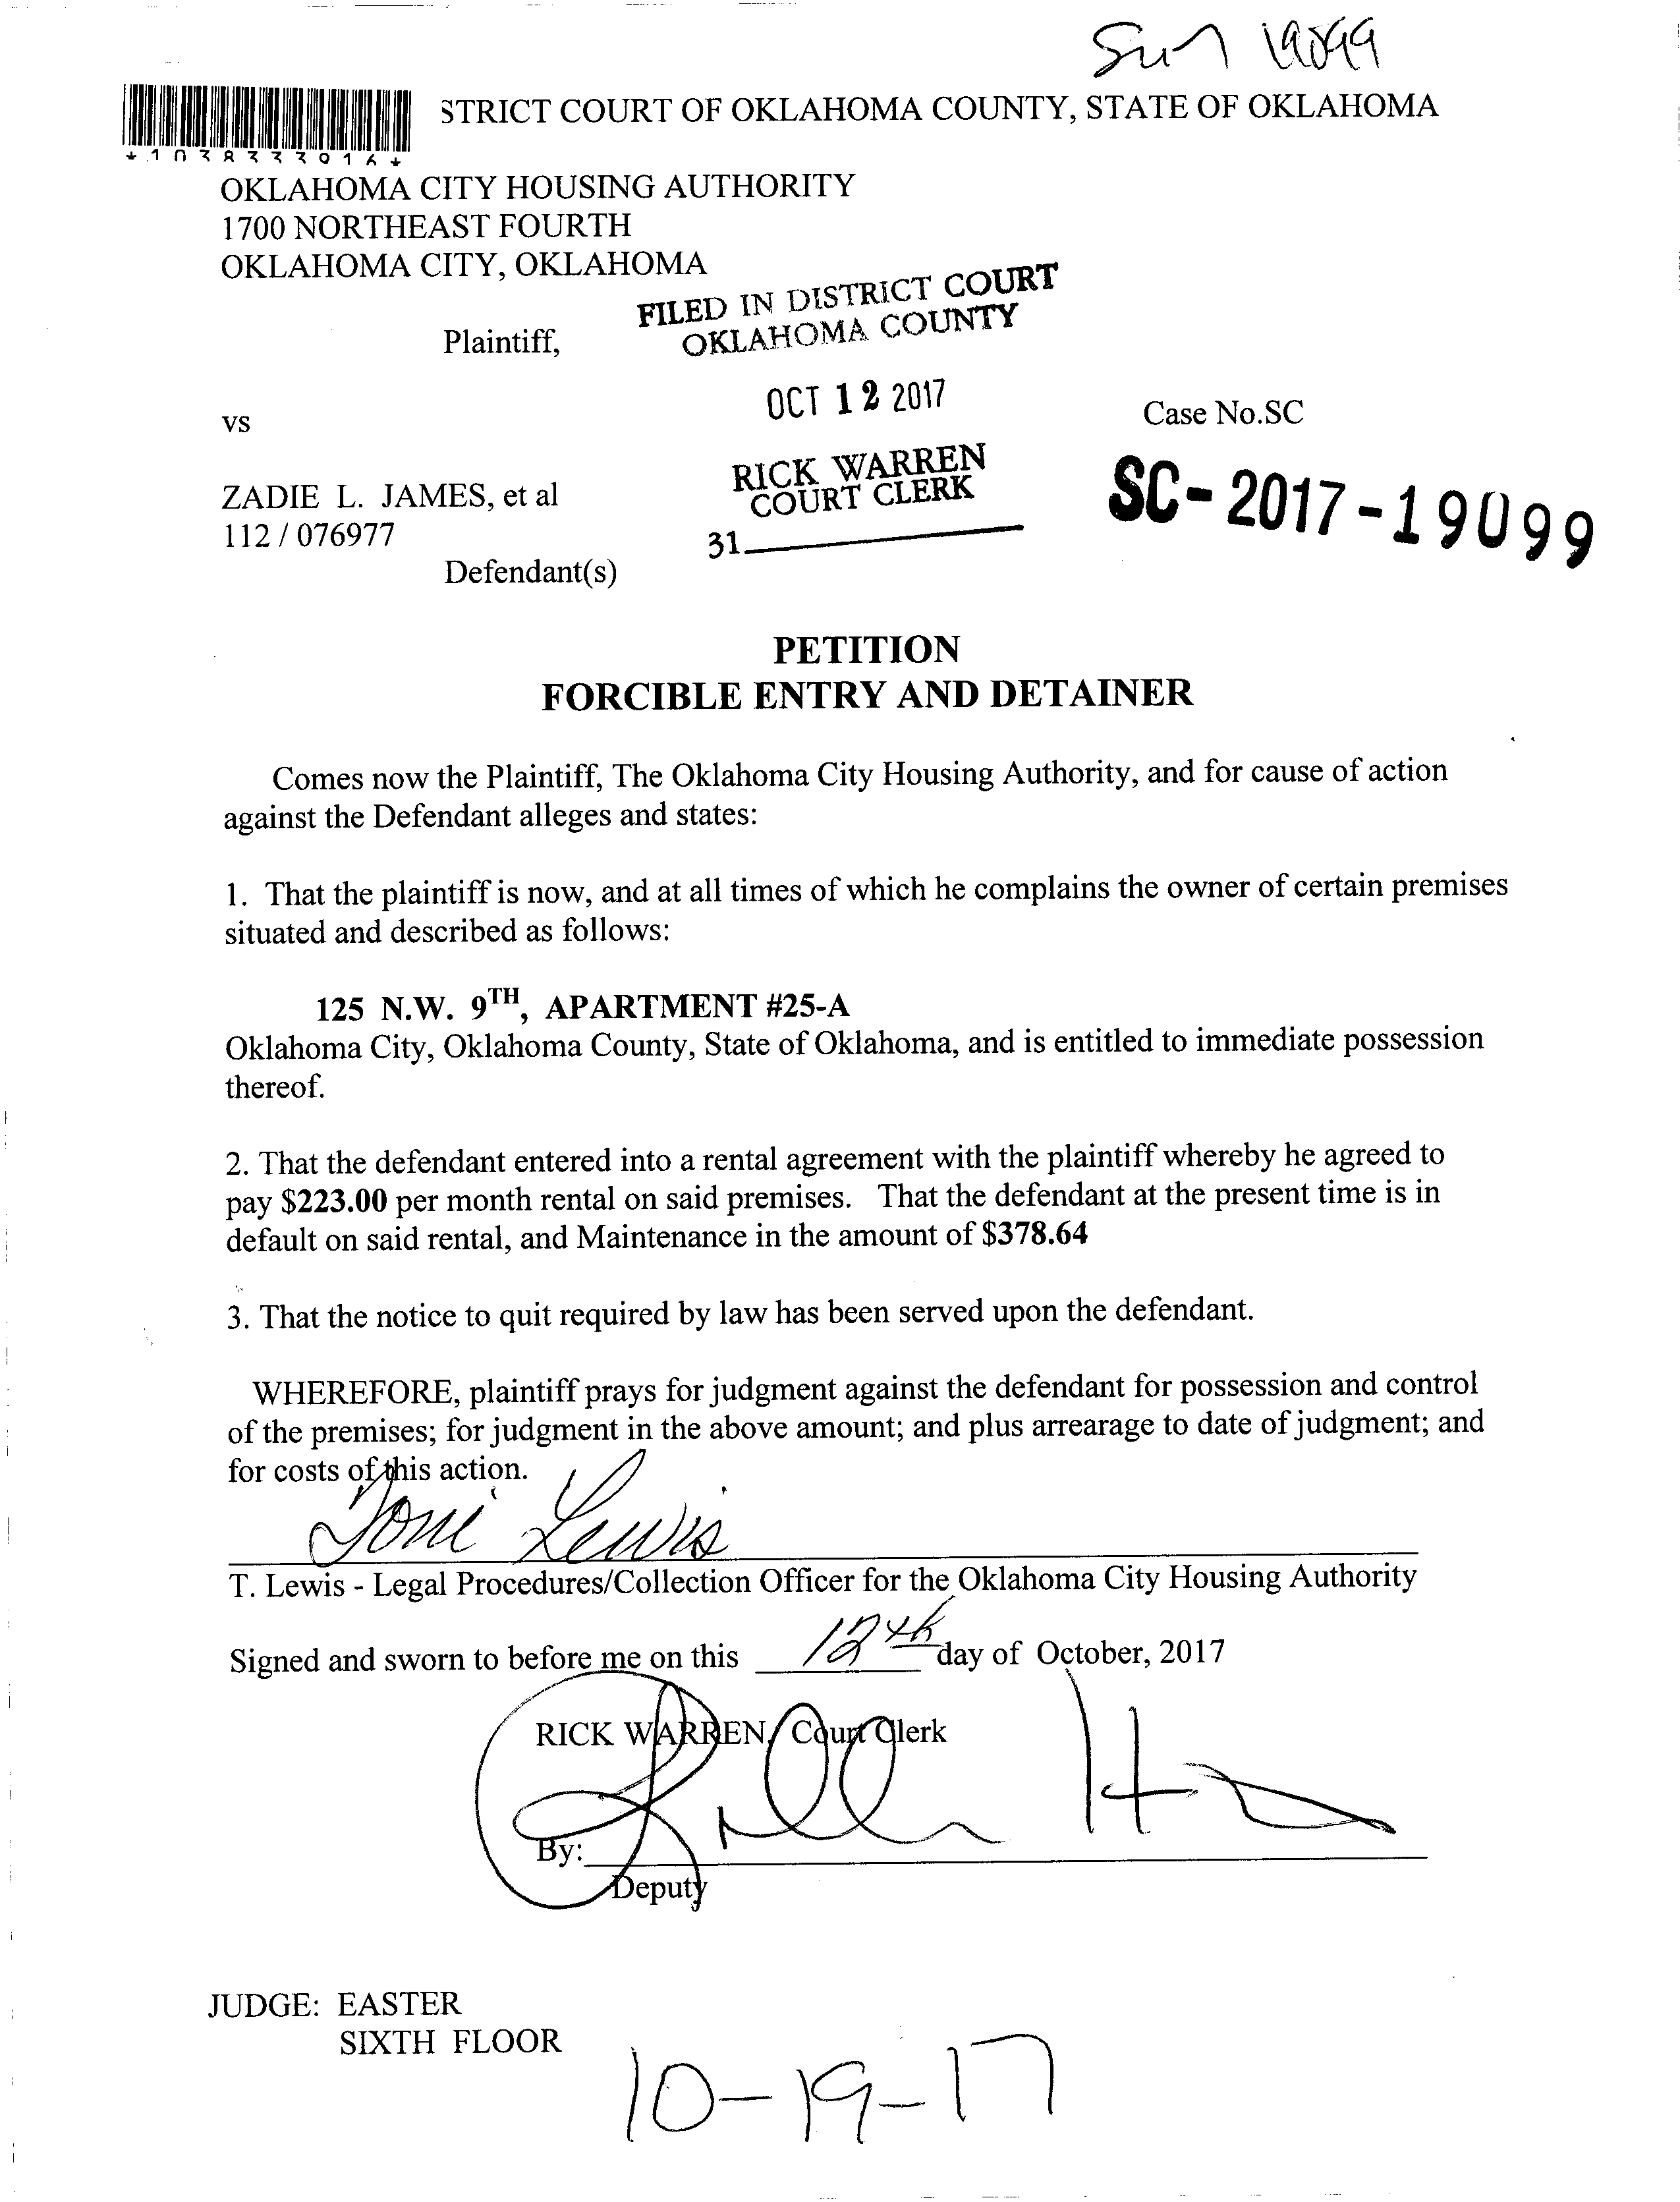 Sum 19099
STRICT COURT OF OKLAHOMA COUNTY, STATE OF OKLAHOMA
*1038333016*
OKLAHOMA CITY HOUSING AUTHORITY
1700 NORTHEAST FOURTH
OKLAHOMA CITY, OKLAHOMA
FILED IN DISTRICT COURT
OKLAHOMA COUNTY
Plaintiff,
OCT 12 2017
vs
Case No.SC
RICK WARREN
COURT CLERK
SC-2017-19099
ZADIE L. JAMES, et al
112 / 076977
31
Defendant(s)
PETITION
FORCIBLE ENTRY AND DETAINER
Comes now the Plaintiff, The Oklahoma City Housing Authority, and for cause of action
against the Defendant alleges and states:
1. That the plaintiff is now, and at all times of which he complains the owner of certain premises
situated and described as follows:
125 N.W. 9TH, APARTMENT #25-A
Oklahoma City, Oklahoma County, State of Oklahoma, and is entitled to immediate possession
thereof.
2. That the defendant entered into a rental agreement with the plaintiff whereby he agreed to
pay $223.00 per month rental on said premises. That the defendant at the present time is in
default on said rental, and Maintenance in the amount of $378.64
3. That the notice to quit required by law has been served upon the defendant.
WHEREFORE, plaintiff prays for judgment against the defendant for possession and control
of the premises; for judgment in the above amount; and plus arrearage to date of judgment; and
for costs of this action.
Toni Lewis
T. Lewis - Legal Procedures/Collection Officer for the Oklahoma City Housing Authority
Signed and sworn to before me on this 12th day of October, 2017
RICK WARREN, Court Clerk
By:
Deputy
JUDGE: EASTER
SIXTH FLOOR
10-19-17